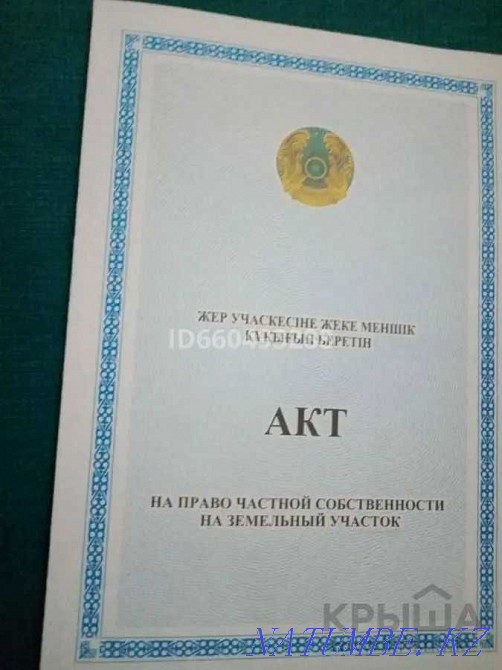 ЖЕР УЧАСКЕСІНЕ ЖЕКЕ МЕНШІК
ҚҰҚЫҒЫН БЕРЕТІН
АКТ
НА ПРАВО ЧАСТНОЙ СОБСТВЕННОСТИ
НА ЗЕМЕЛЬНЫЙ УЧАСТОК
КРЫША